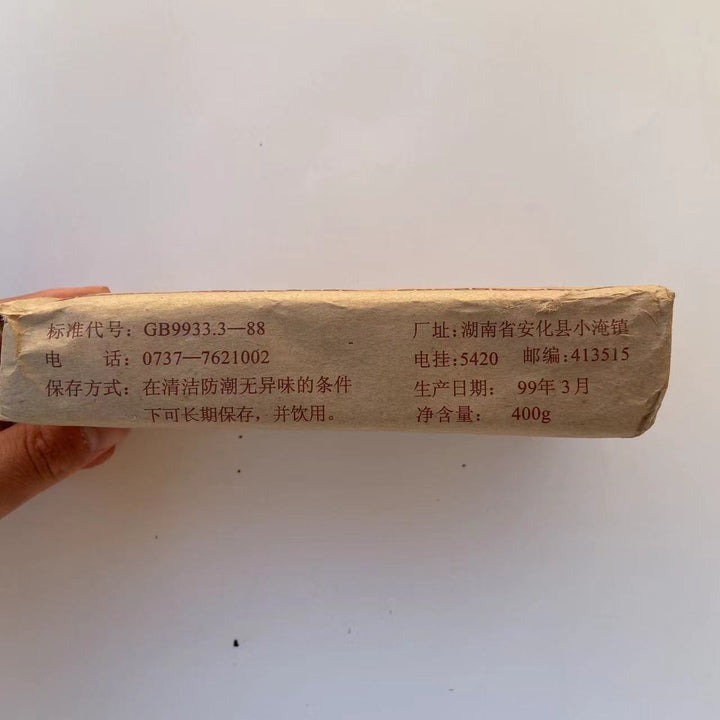 标准代号：GB9933.3—88
电　　话：0737—7621002
保存方式：在清洁防潮无异味的条件
下可长期保存，并饮用。
厂址：湖南省安化县小淹镇
电挂：5420　邮编：413515
生产日期：99年3月
净含量：400g